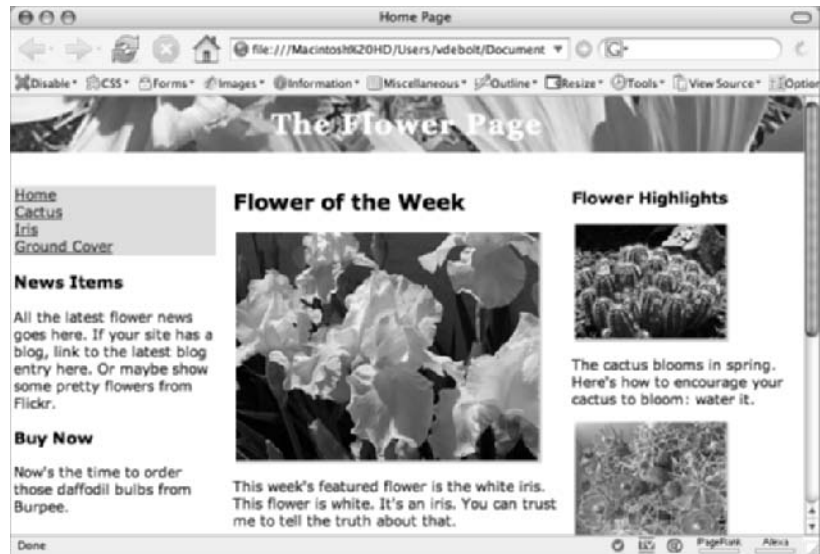 Home Page
file:///Macintosh%20HD/Users/vdebolt/Document
G
Disable CSS Forms Images Information Miscellaneous Outline Resize Tools View Source Option
The Flower Page
Home
Cactus
Iris
Ground Cover
News Items
All the latest flower news
goes here. If your site has a
blog, link to the latest blog
entry here. Or maybe show
some pretty flowers from
Flickr.
Buy Now
Now's the time to order
those daffodil bulbs from
Burpee.
Flower of the Week
This week's featured flower is the white iris.
This flower is white. It's an iris. You can trust
me to tell the truth about that.
Flower Highlights
The cactus blooms in spring.
Here's how to encourage your
cactus to bloom: water it.
Done
PageRank Alexa